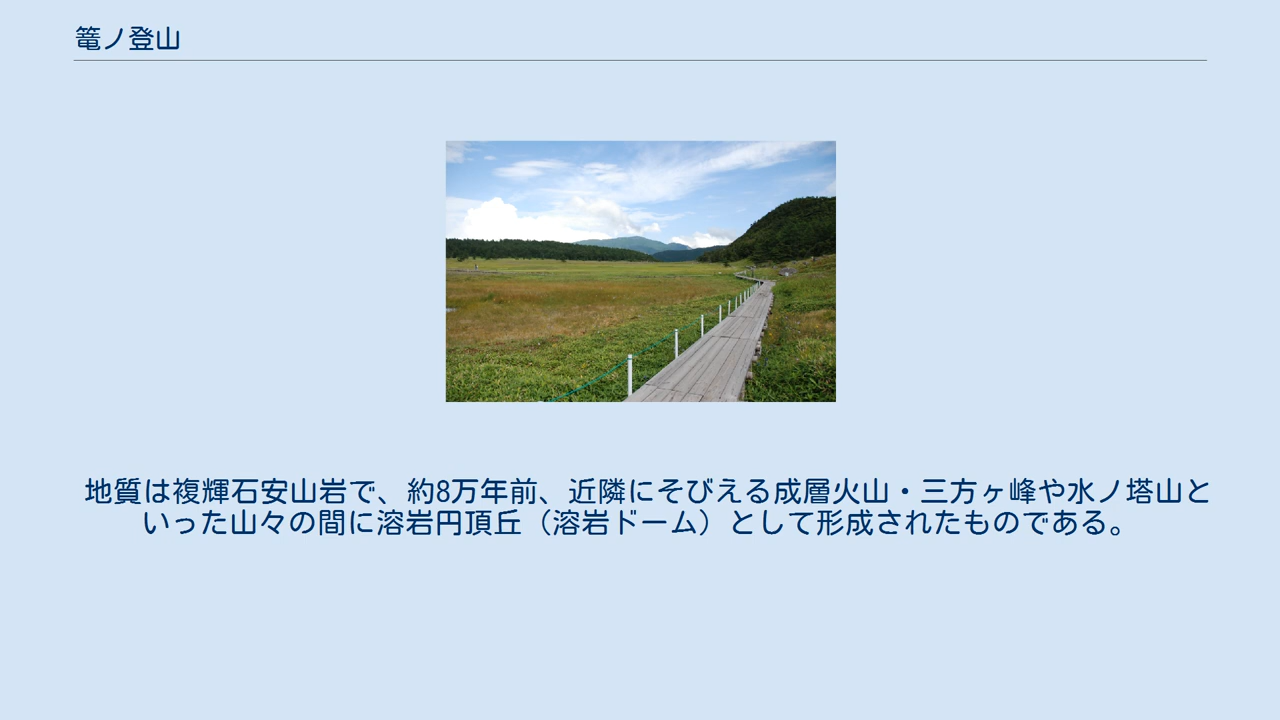 篭ノ登山
地質は複輝石安山岩で、約8万年前、近隣にそびえる成層火山・三方ヶ峰や水ノ塔山と
いった山々の間に溶岩円頂丘（溶岩ドーム）として形成されたものである。